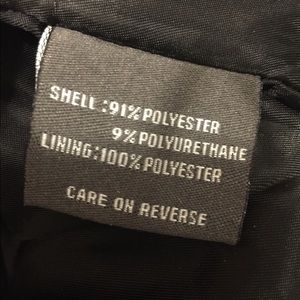 SHELL:91%POLYESTER
9%POLYURETHANE
LINING:100%POLYESTER
CARE ON REVERSE